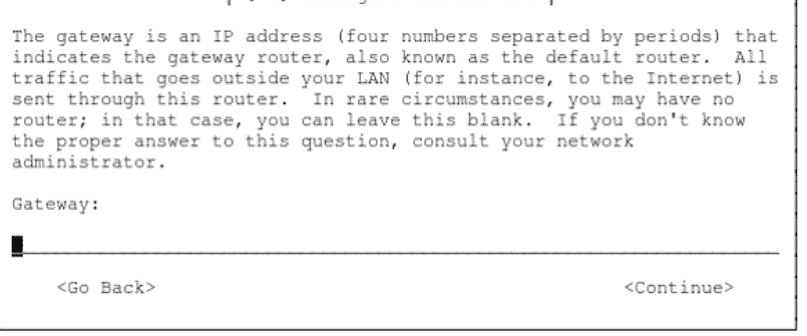 The gateway is an IP address (four numbers separated by periods) that
indicates the gateway router, also known as the default router.  All
traffic that goes outside your LAN (for instance, to the Internet) is
sent through this router.  In rare circumstances, you may have no
router; in that case, you can leave this blank.  If you don't know
the proper answer to this question, consult your network
administrator.
Gateway:
<Go Back> <Continue>